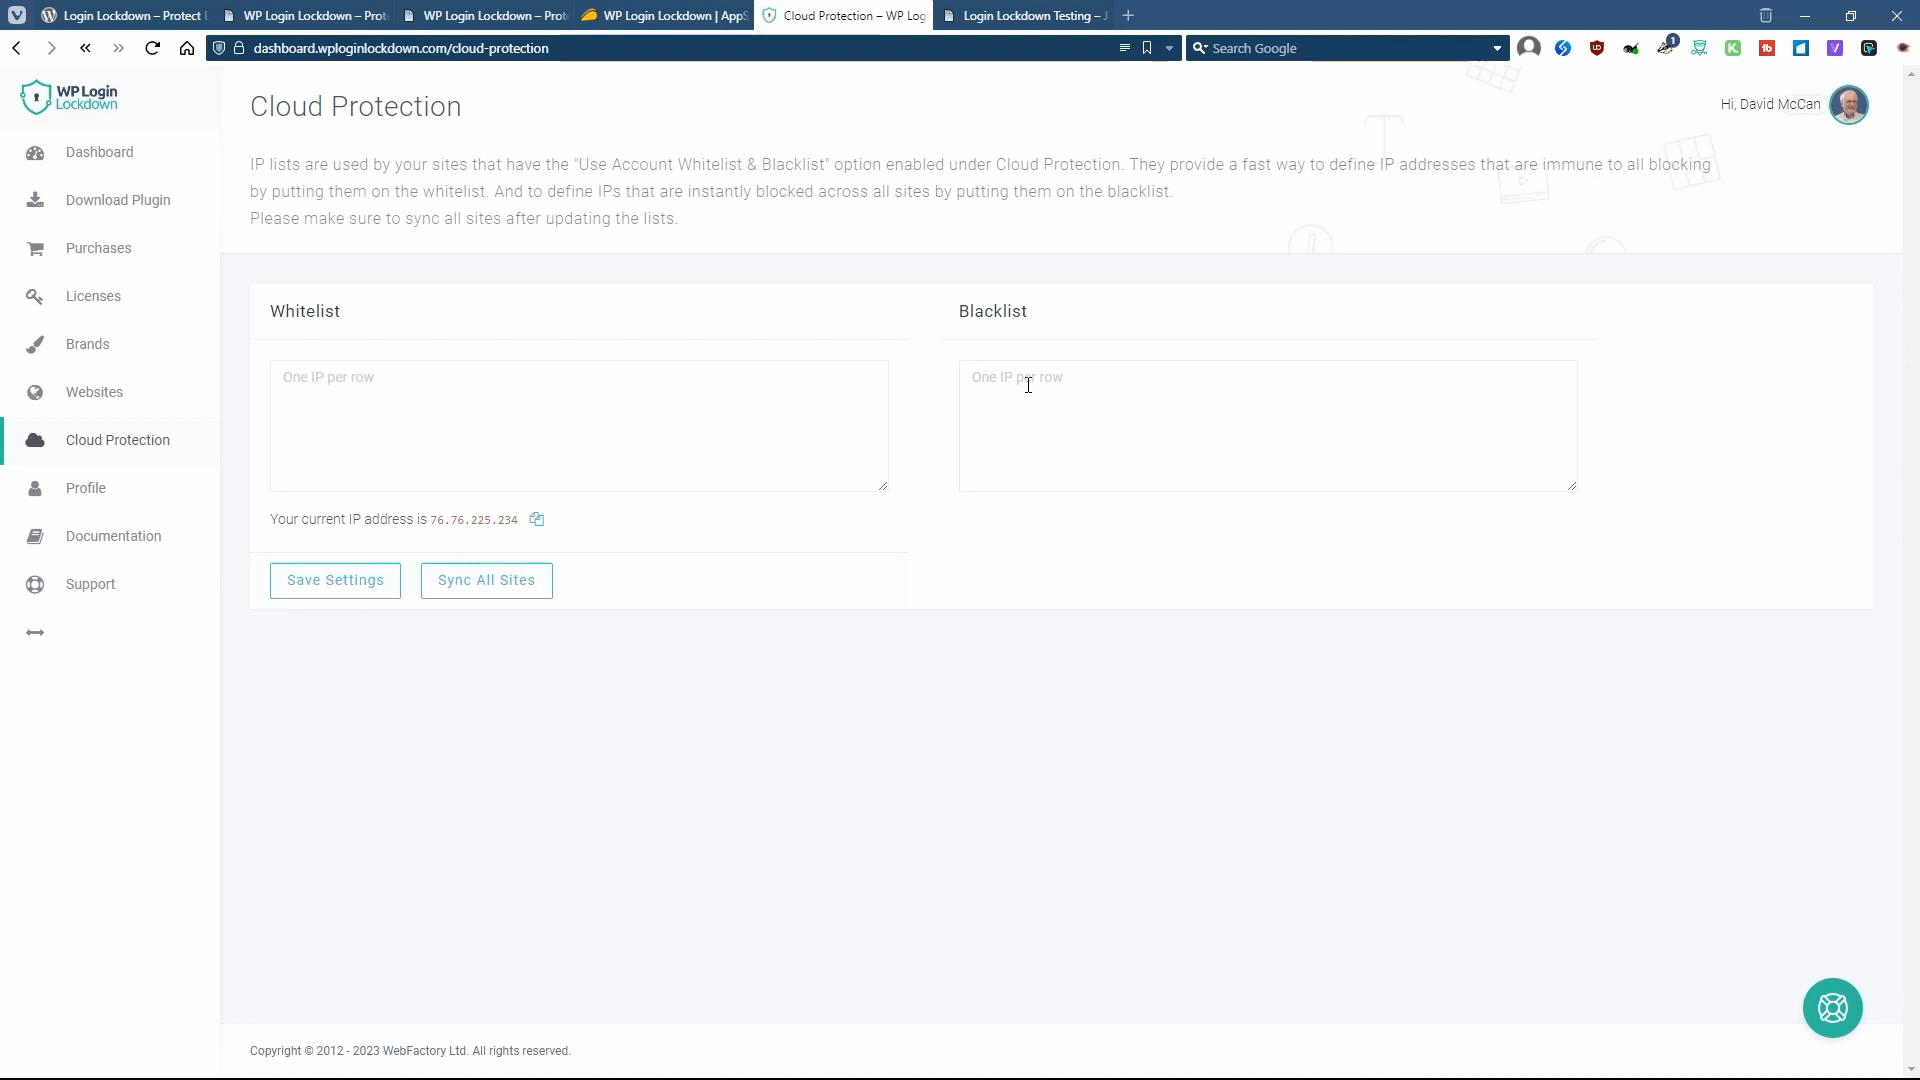 Login Lockdown – Protect
WP Login Lockdown – Prot
WP Login Lockdown – Prot
WP Login Lockdown | AppS
Cloud Protection – WP Log
Login Lockdown Testing –
dashboard.wploginlockdown.com/cloud-protection
Search Google
1
WP Login
Lockdown
Cloud Protection
Hi, David McCan
Dashboard
IP lists are used by your sites that have the "Use Account Whitelist & Blacklist" option enabled under Cloud Protection. They provide a fast way to define IP addresses that are immune to all blocking
by putting them on the whitelist. And to define IPs that are instantly blocked across all sites by putting them on the blacklist.
Please make sure to sync all sites after updating the lists.
Download Plugin
Purchases
Licenses
Brands
Websites
Cloud Protection
Profile
Documentation
Support
Whitelist
Blacklist
One IP per row
One IP per row
Your current IP address is 76.76.225.234
Save Settings
Sync All Sites
Copyright © 2012 - 2023 WebFactory Ltd. All rights reserved.